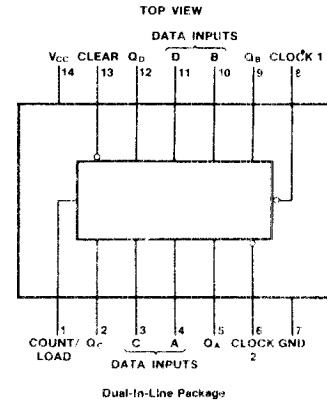 TOP VIEW
DATA INPUTS
VCC CLEAR QD D B QB CLOCK 1
14 13 12 11 10 9 8
1 2 3 4 5 6 7
COUNT/ LOAD QC C A QA CLOCK 2 GND
DATA INPUTS
Dual-In-Line Package